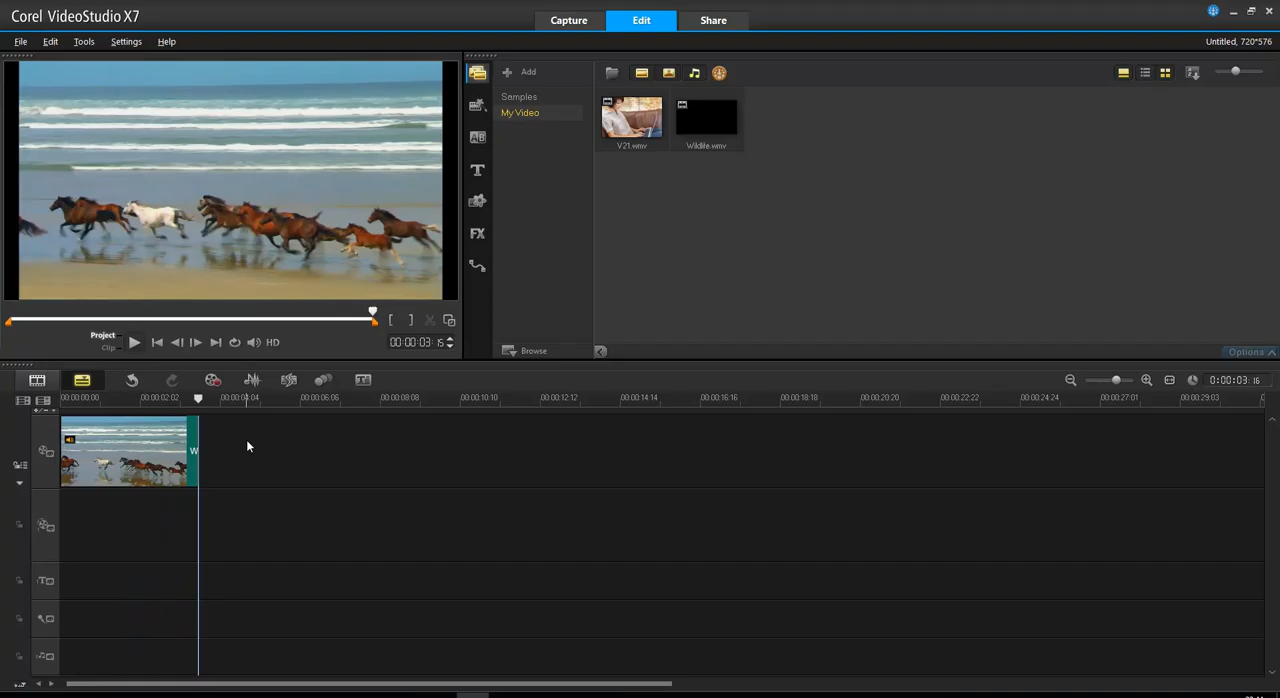 Corel VideoStudio X7
Capture
Edit
Share
File
Edit
Tools
Settings
Help
Untitled, 720*576
Add
Samples
My Video
V21.wmv
Wildlife.wmv
Project
Clip
HD
00:00:03: 15
Browse
Options
0:00:03: 16
00:00:00:00
00:00:02:02
00:00:04:04
00:00:06:06
00:00:08:08
00:00:10:10
00:00:12:12
00:00:14:14
00:00:16:16
00:00:18:18
00:00:20:20
00:00:22:22
00:00:24:24
00:00:27:01
00:00:29:03
W